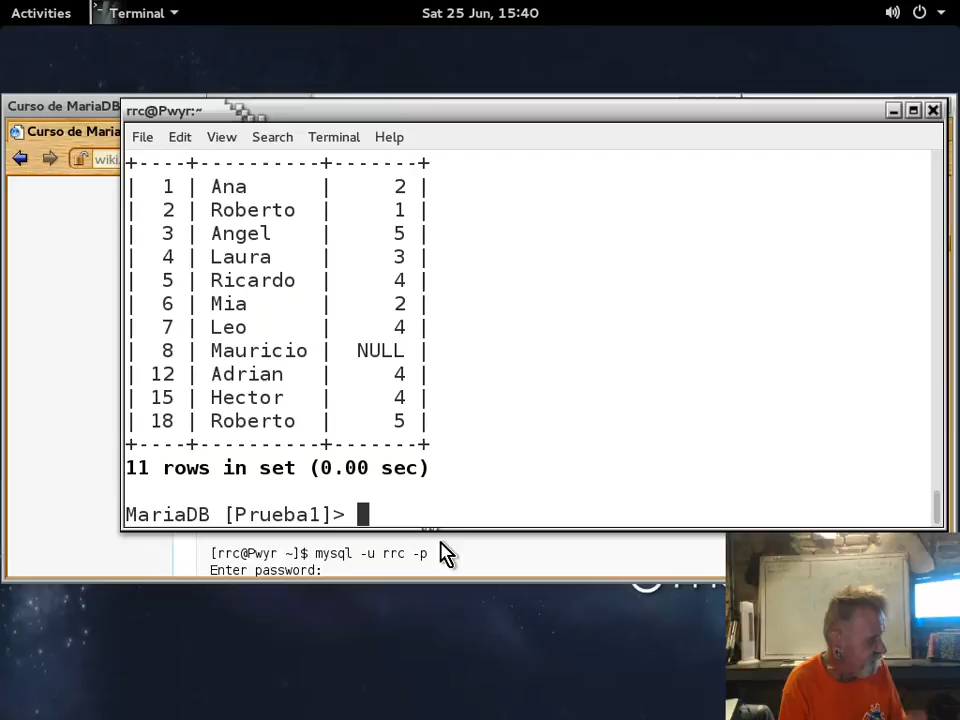 Activities Terminal Sat 25 Jun, 15:40
Curso de MariaDB
rrc@Pwyr:~
Curso de Maria
File Edit View Search Terminal Help
wiki.
+----+----------+-------+
| 1 | Ana | 2 |
| 2 | Roberto | 1 |
| 3 | Angel | 5 |
| 4 | Laura | 3 |
| 5 | Ricardo | 4 |
| 6 | Mia | 2 |
| 7 | Leo | 4 |
| 8 | Mauricio | NULL |
| 12 | Adrian | 4 |
| 15 | Hector | 4 |
| 18 | Roberto | 5 |
+----+----------+-------+
11 rows in set (0.00 sec)
MariaDB [Prueba1]>
[rrc@Pwyr ~]$ mysql -u rrc -p
Enter password: